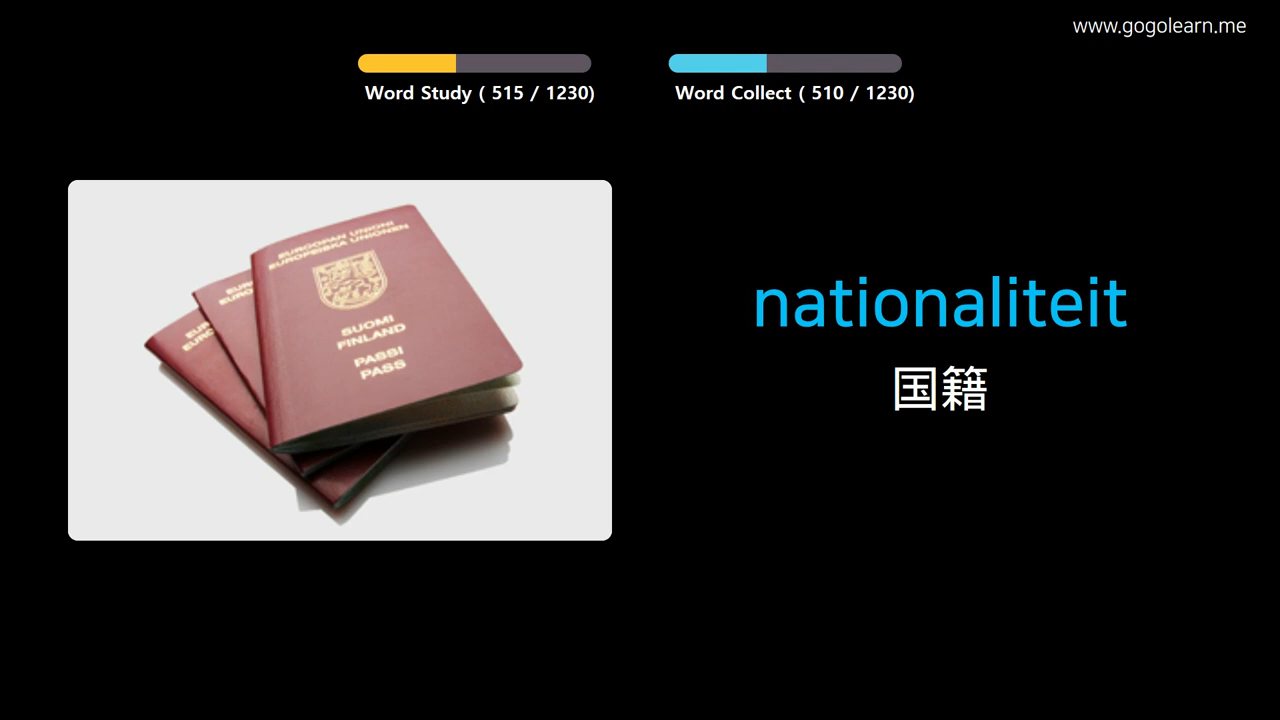 www.gogolearn.me
Word Study ( 515 / 1230)
Word Collect ( 510 / 1230)
EUROOPAN UNIONI
EUROPEISKA UNIONEN
SUOMI
FINLAND
PASSI
PASS
nationaliteit
国籍